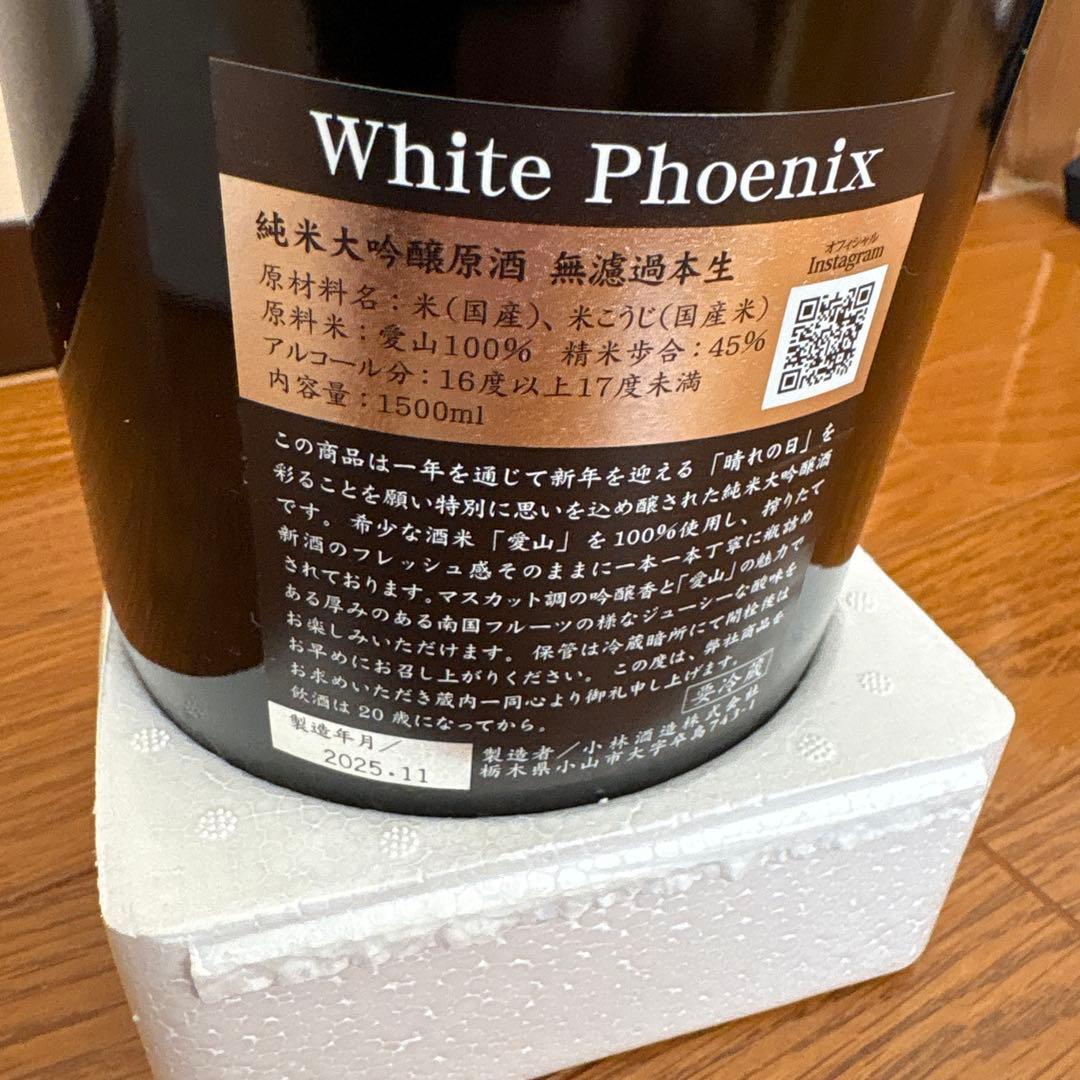 White Phoenix
純米大吟醸原酒 無濾過本生
オフィシャル
Instagram
原材料名：米(国産)、米こうじ(国産米)
原料米：愛山100% 精米歩合：45%
アルコール分：16度以上17度未満
内容量：1500ml
この商品は一年を通じて新年を迎える「晴れの日」を
彩ることを願い特別に思いを込め醸された純米大吟醸酒
です。希少な酒米「愛山」を100%使用し、搾りたて
新酒のフレッシュ感そのままに一本一本丁寧に瓶詰め
されております。マスカット調の吟醸香と「愛山」の魅力で
ある厚みのある南国フルーツの様なジューシーな酸味を
お楽しみいただけます。保管は冷蔵暗所にて開栓後は
お早めにお召し上がりください。この度は、弊社商品を
お求めいただき蔵内一同心より御礼申し上げます。
飲酒は20歳になってから。
要冷蔵
製造年月／
2025.11
製造者／小林酒造株式会社
栃木県小山市大字卒島743-1